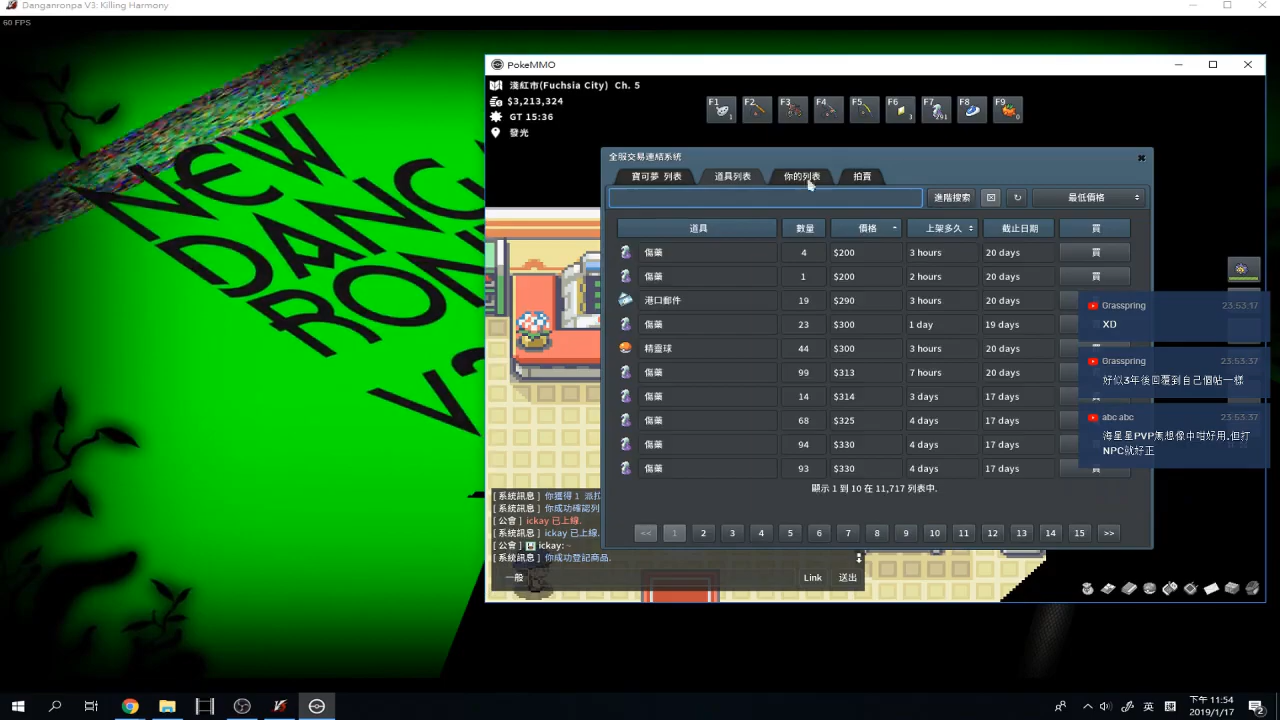 Danganronpa V3: Killing Harmony
60 FPS
NEW
DANG
DRON
V3
PokeMMO
淺紅市(Fuchsia City) Ch. 5
$3,213,324
GT 15:36
發光
F1 F2 F3 F4 F5 F6 F7 F8 F9
1 3 91 0
全服交易連結系統
寶可夢 列表 道具列表 你的列表 拍賣
進階搜索 最低價格
道具 數量 價格 上架多久 截止日期 買
傷藥 4 $200 3 hours 20 days 買
傷藥 1 $200 2 hours 20 days 買
港口郵件 19 $290 3 hours 20 days
傷藥 23 $300 1 day 19 days
精靈球 44 $300 3 hours 20 days
傷藥 99 $313 7 hours 20 days
傷藥 14 $314 3 days 17 days
傷藥 68 $325 4 days 17 days
傷藥 94 $330 4 days 17 days
傷藥 93 $330 4 days 17 days 買
顯示 1 到 10 在 11,717 列表中.
<< 1 2 3 4 5 6 7 8 9 10 11 12 13 14 15 >>
Grasspring 23:53:17
XD
Grasspring 23:53:37
好似3年後回覆到自己個帖一樣
abc abc 23:53:37
海星星PVP無想像中咁好用,但打
NPC就好正
[系統訊息] 你獲得 1 派拉
[系統訊息] 你成功確認列
[公會] ickay 已上線.
[系統訊息] ickay 已上線.
[公會] ickay: ~
[系統訊息] 你成功登記商品.
一般 Link 送出
英
下午 11:54
2019/1/17
2